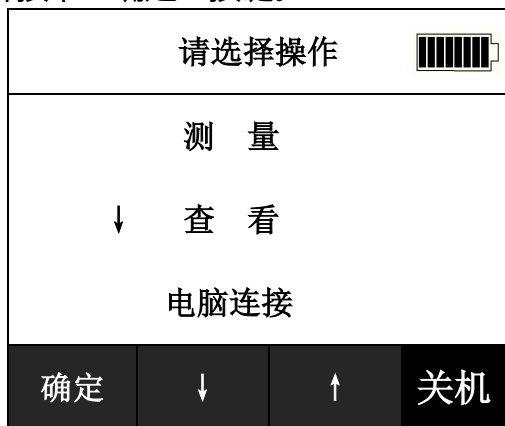 请选择操作
测 量
↓ 查 看
电脑连接
确定 ↓ ↑ 关机